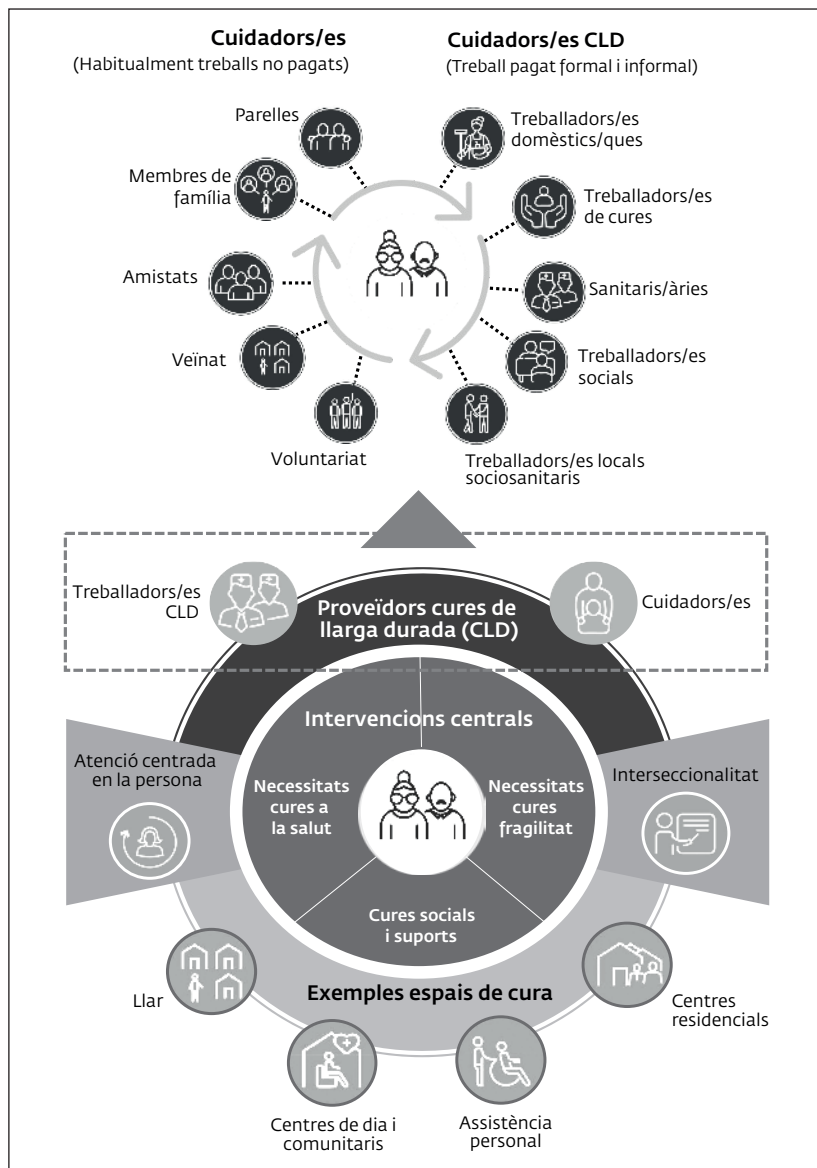 Cuidadors/es
(Habitualment treballs no pagats)
Cuidadors/es CLD
(Treball pagat formal i informal)
Parelles
Membres de
família
Amistats
Veïnat
Voluntariat
Treballadors/es
domèstics/ques
Treballadors/es
de cures
Sanitaris/àries
Treballadors/es
socials
Treballadors/es locals
sociosanitaris
Treballadors/es
CLD
Proveïdors cures de
llarga durada (CLD)
Cuidadors/es
Intervencions centrals
Atenció centrada
en la persona
Necessitats
cures a
la salut
Necessitats
cures
fragilitat
Interseccionalitat
Cures socials
i suports
Llar
Exemples espais de cura
Centres
residencials
Centres de dia i
comunitaris
Assistència
personal